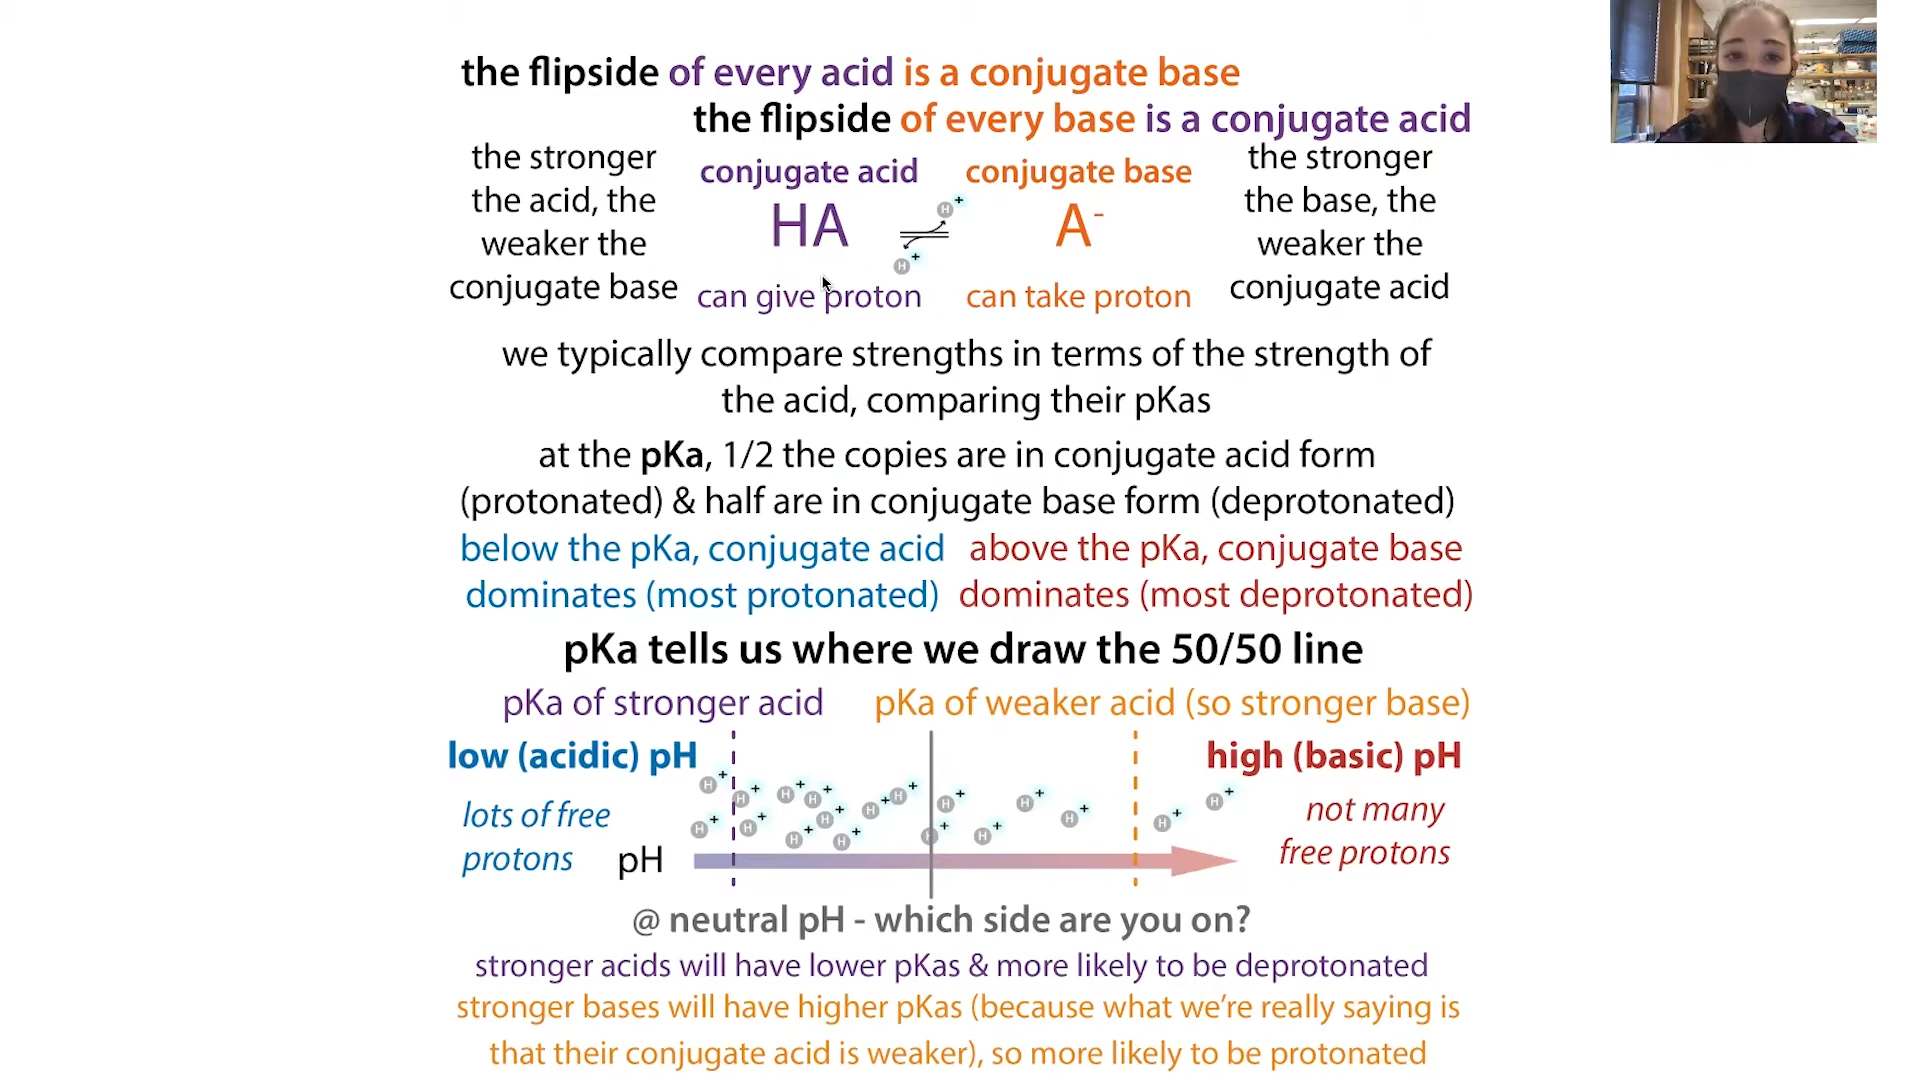 the flipside of every acid is a conjugate base
the flipside of every base is a conjugate acid
the stronger
the acid, the
weaker the
conjugate base
conjugate acid
HA
can give proton
H+
H+
conjugate base
A-
can take proton
the stronger
the base, the
weaker the
conjugate acid
we typically compare strengths in terms of the strength of
the acid, comparing their pKas
at the pKa, 1/2 the copies are in conjugate acid form
(protonated) & half are in conjugate base form (deprotonated)
below the pKa, conjugate acid
dominates (most protonated)
above the pKa, conjugate base
dominates (most deprotonated)
pKa tells us where we draw the 50/50 line
pKa of stronger acid
pKa of weaker acid (so stronger base)
low (acidic) pH
lots of free
protons
pH
H+ H+ H+ H+ H+ H+ H+ H+ H+ H+ H+ H+ H+ H+ H+ H+ H+ H+ H+
high (basic) pH
not many
free protons
@ neutral pH - which side are you on?
stronger acids will have lower pKas & more likely to be deprotonated
stronger bases will have higher pKas (because what we're really saying is
that their conjugate acid is weaker), so more likely to be protonated